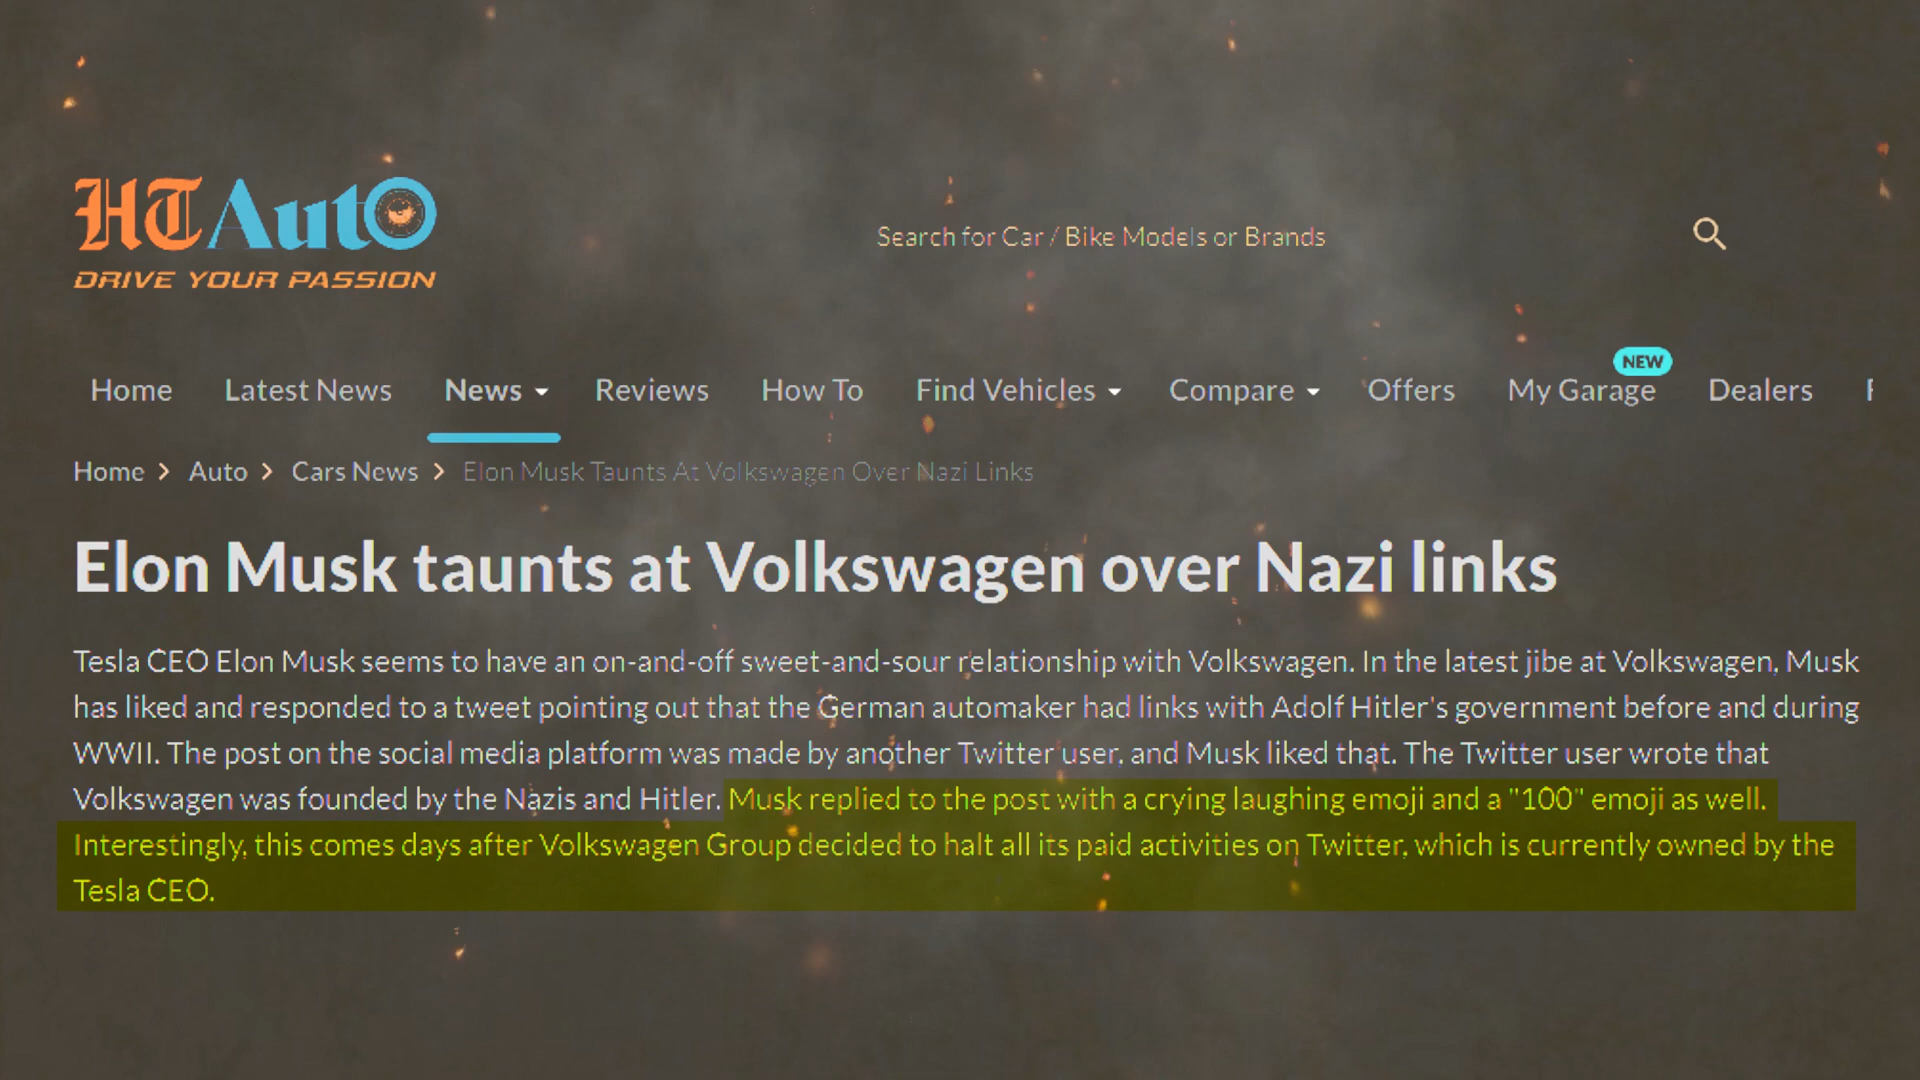 HT Auto
DRIVE YOUR PASSION
Search for Car / Bike Models or Brands
NEW
Home Latest News News Reviews How To Find Vehicles Compare Offers My Garage Dealers
Home > Auto > Cars News > Elon Musk Taunts At Volkswagen Over Nazi Links
Elon Musk taunts at Volkswagen over Nazi links
Tesla CEO Elon Musk seems to have an on-and-off sweet-and-sour relationship with Volkswagen. In the latest jibe at Volkswagen, Musk
has liked and responded to a tweet pointing out that the German automaker had links with Adolf Hitler's government before and during
WWII. The post on the social media platform was made by another Twitter user, and Musk liked that. The Twitter user wrote that
Volkswagen was founded by the Nazis and Hitler. Musk replied to the post with a crying laughing emoji and a "100" emoji as well.
Interestingly, this comes days after Volkswagen Group decided to halt all its paid activities on Twitter, which is currently owned by the
Tesla CEO.